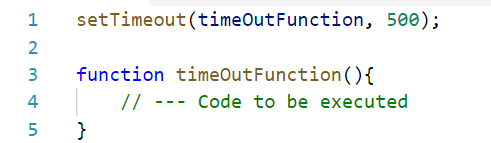 1 setTimeout(timeOutFunction, 500);
2
3 function timeOutFunction(){
4     // --- Code to be executed
5 }